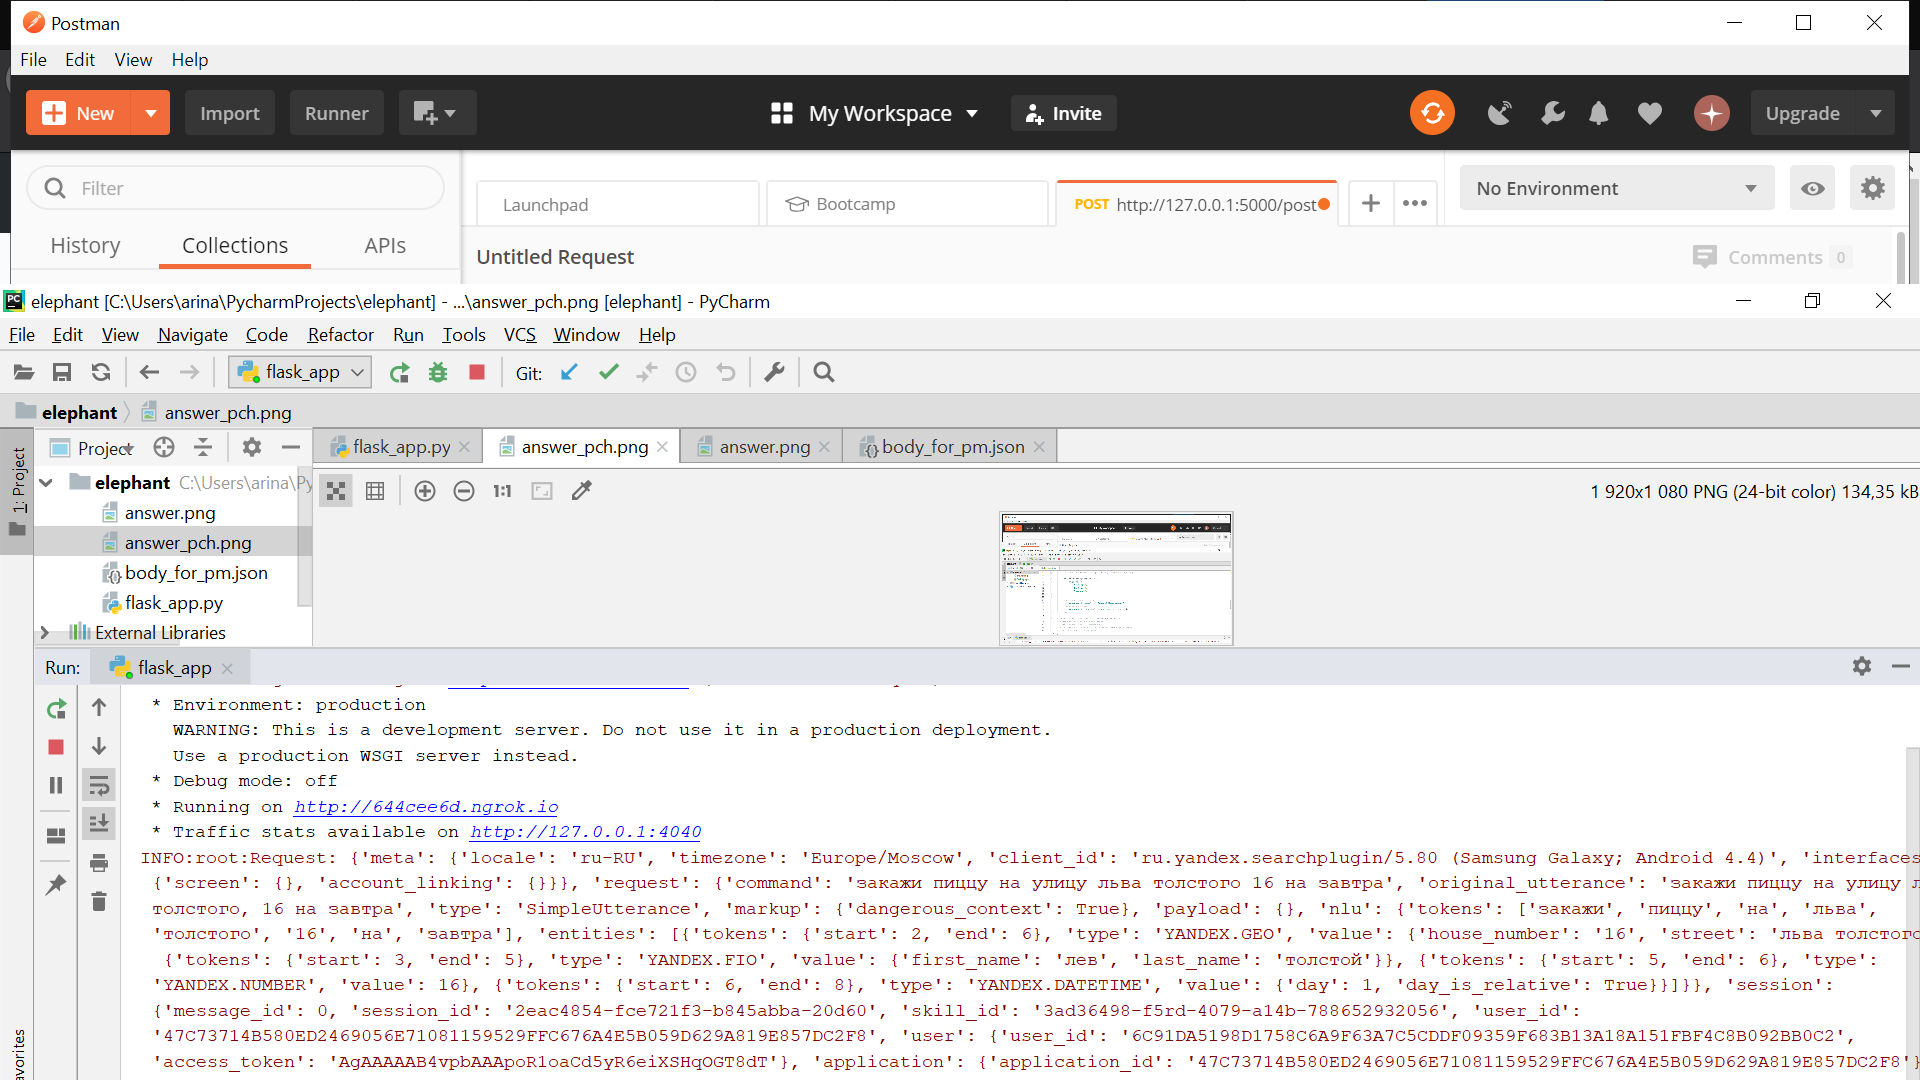 Postman
File Edit View Help
New Import Runner My Workspace Invite Upgrade
Filter
Launchpad Bootcamp POST http://127.0.0.1:5000/post No Environment
History Collections APIs
Untitled Request Comments 0
elephant [C:\Users\arina\PycharmProjects\elephant] - ...\answer_pch.png [elephant] - PyCharm
File Edit View Navigate Code Refactor Run Tools VCS Window Help
flask_app Git:
elephant answer_pch.png
1: Project
Project flask_app.py answer_pch.png answer.png body_for_pm.json
elephant C:\Users\arina\Py
1:1 1 920x1 080 PNG (24-bit color) 134,35 kB
answer.png
answer_pch.png
body_for_pm.json
flask_app.py
External Libraries
Run: flask_app
* Environment: production
WARNING: This is a development server. Do not use it in a production deployment.
Use a production WSGI server instead.
* Debug mode: off
* Running on http://644cee6d.ngrok.io
* Traffic stats available on http://127.0.0.1:4040
INFO:root:Request: {'meta': {'locale': 'ru-RU', 'timezone': 'Europe/Moscow', 'client_id': 'ru.yandex.searchplugin/5.80 (Samsung Galaxy; Android 4.4)', 'interfaces
{'screen': {}, 'account_linking': {}}}, 'request': {'command': 'закажи пиццу на улицу льва толстого 16 на завтра', 'original_utterance': 'закажи пиццу на улицу л
толстого, 16 на завтра', 'type': 'SimpleUtterance', 'markup': {'dangerous_context': True}, 'payload': {}, 'nlu': {'tokens': ['закажи', 'пиццу', 'на', 'льва',
'толстого', '16', 'на', 'завтра'], 'entities': [{'tokens': {'start': 2, 'end': 6}, 'type': 'YANDEX.GEO', 'value': {'house_number': '16', 'street': 'льва толстого
{'tokens': {'start': 3, 'end': 5}, 'type': 'YANDEX.FIO', 'value': {'first_name': 'лев', 'last_name': 'толстой'}}, {'tokens': {'start': 5, 'end': 6}, 'type':
'YANDEX.NUMBER', 'value': 16}, {'tokens': {'start': 6, 'end': 8}, 'type': 'YANDEX.DATETIME', 'value': {'day': 1, 'day_is_relative': True}}]}}, 'session':
{'message_id': 0, 'session_id': '2eac4854-fce721f3-b845abba-20d60', 'skill_id': '3ad36498-f5rd-4079-a14b-788652932056', 'user_id':
'47C73714B580ED2469056E71081159529FFC676A4E5B059D629A819E857DC2F8', 'user': {'user_id': '6C91DA5198D1758C6A9F63A7C5CDDF09359F683B13A18A151FBF4C8B092BB0C2',
'access_token': 'AgAAAAAB4vpbAAApoR1oaCd5yR6eiXSHqOGT8dT'}, 'application': {'application_id': '47C73714B580ED2469056E71081159529FFC676A4E5B059D629A819E857DC2F8'}
avorites